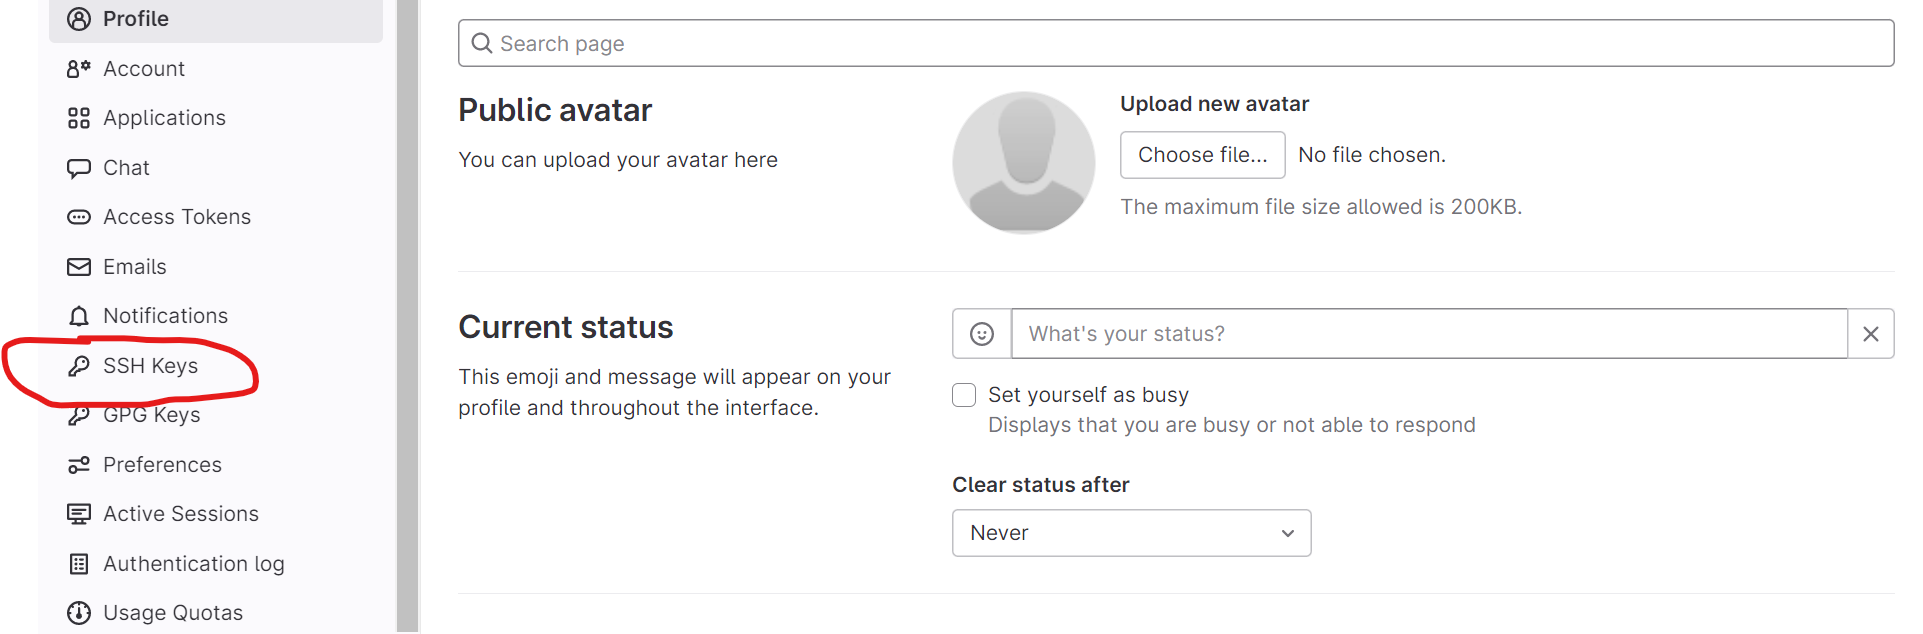 Profile
Account
Applications
Chat
Access Tokens
Emails
Notifications
SSH Keys
GPG Keys
Preferences
Active Sessions
Authentication log
Usage Quotas
Search page
Public avatar
You can upload your avatar here
Upload new avatar
Choose file... No file chosen.
The maximum file size allowed is 200KB.
Current status
This emoji and message will appear on your
profile and throughout the interface.
What's your status?
Set yourself as busy
Displays that you are busy or not able to respond
Clear status after
Never